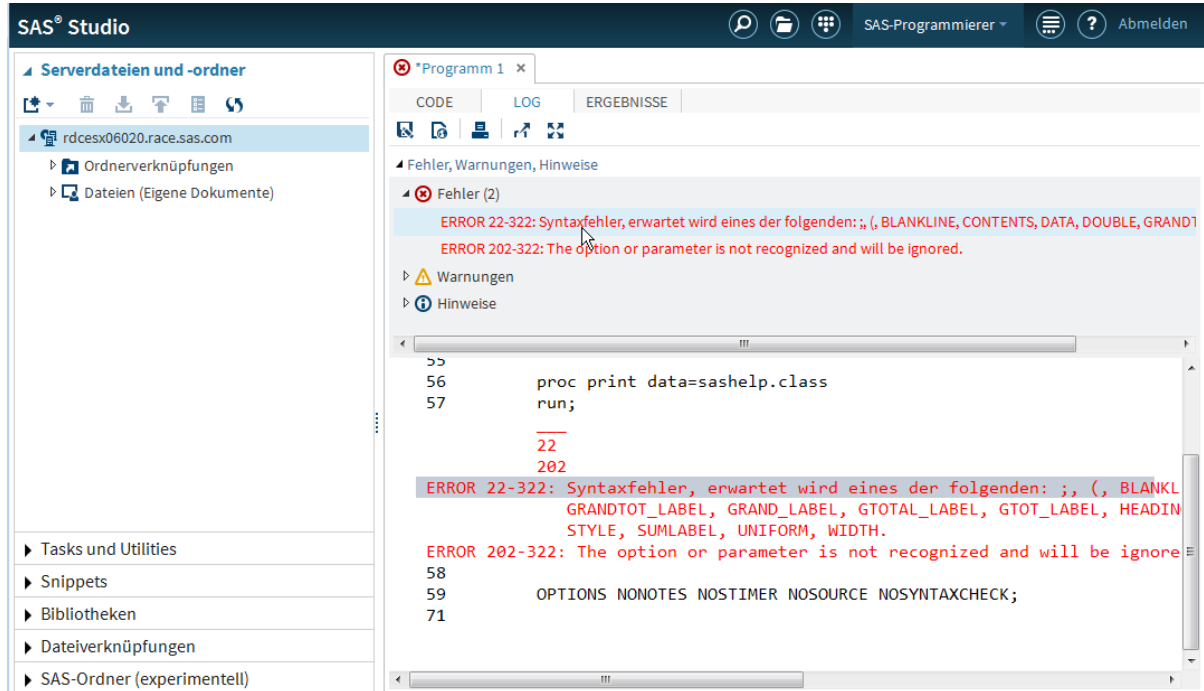 SAS® Studio
SAS-Programmierer
Abmelden
Serverdateien und -ordner
rdcesx06020.race.sas.com
Ordnerverknüpfungen
Dateien (Eigene Dokumente)
Tasks und Utilities
Snippets
Bibliotheken
Dateiverknüpfungen
SAS-Ordner (experimentell)
*Programm 1
CODE LOG ERGEBNISSE
Fehler, Warnungen, Hinweise
Fehler (2)
ERROR 22-322: Syntaxfehler, erwartet wird eines der folgenden: ;, (, BLANKLINE, CONTENTS, DATA, DOUBLE, GRANDT
ERROR 202-322: The option or parameter is not recognized and will be ignored.
Warnungen
Hinweise
55
56 proc print data=sashelp.class
57 run;
___
22
202
ERROR 22-322: Syntaxfehler, erwartet wird eines der folgenden: ;, (, BLANKL
GRANDTOT_LABEL, GRAND_LABEL, GTOTAL_LABEL, GTOT_LABEL, HEADIN
STYLE, SUMLABEL, UNIFORM, WIDTH.
ERROR 202-322: The option or parameter is not recognized and will be ignore
58
59 OPTIONS NONOTES NOSTIMER NOSOURCE NOSYNTAXCHECK;
71